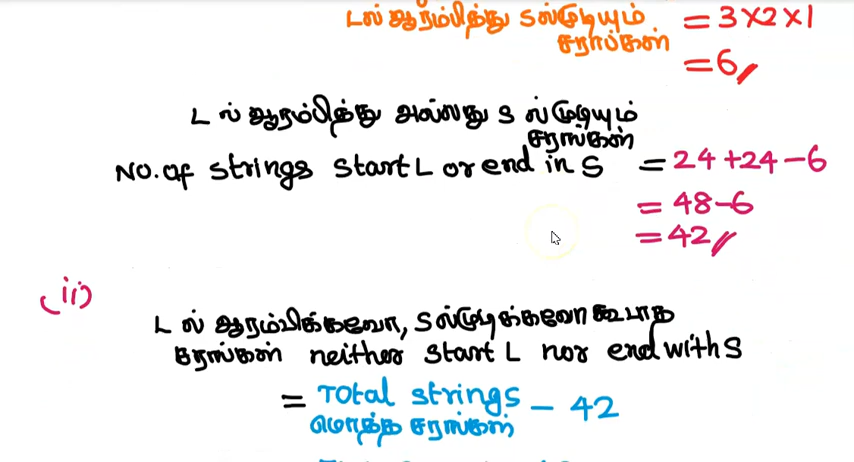 L ல் ஆரம்பித்து S ல் முடியும் = 3×2×1
சரங்கள்
= 6
L ல் ஆரம்பித்து அல்லது S ல் முடியும்
சரங்கள்
No. of strings start L or end in S = 24 + 24 - 6
= 48 - 6
= 42
(ii)
L ல் ஆரம்பிக்கவோ, S ல் முடிக்கவோ கூடாத
சரங்கள் neither start L nor end with S
= Total strings - 42
மொத்த சரங்கள்